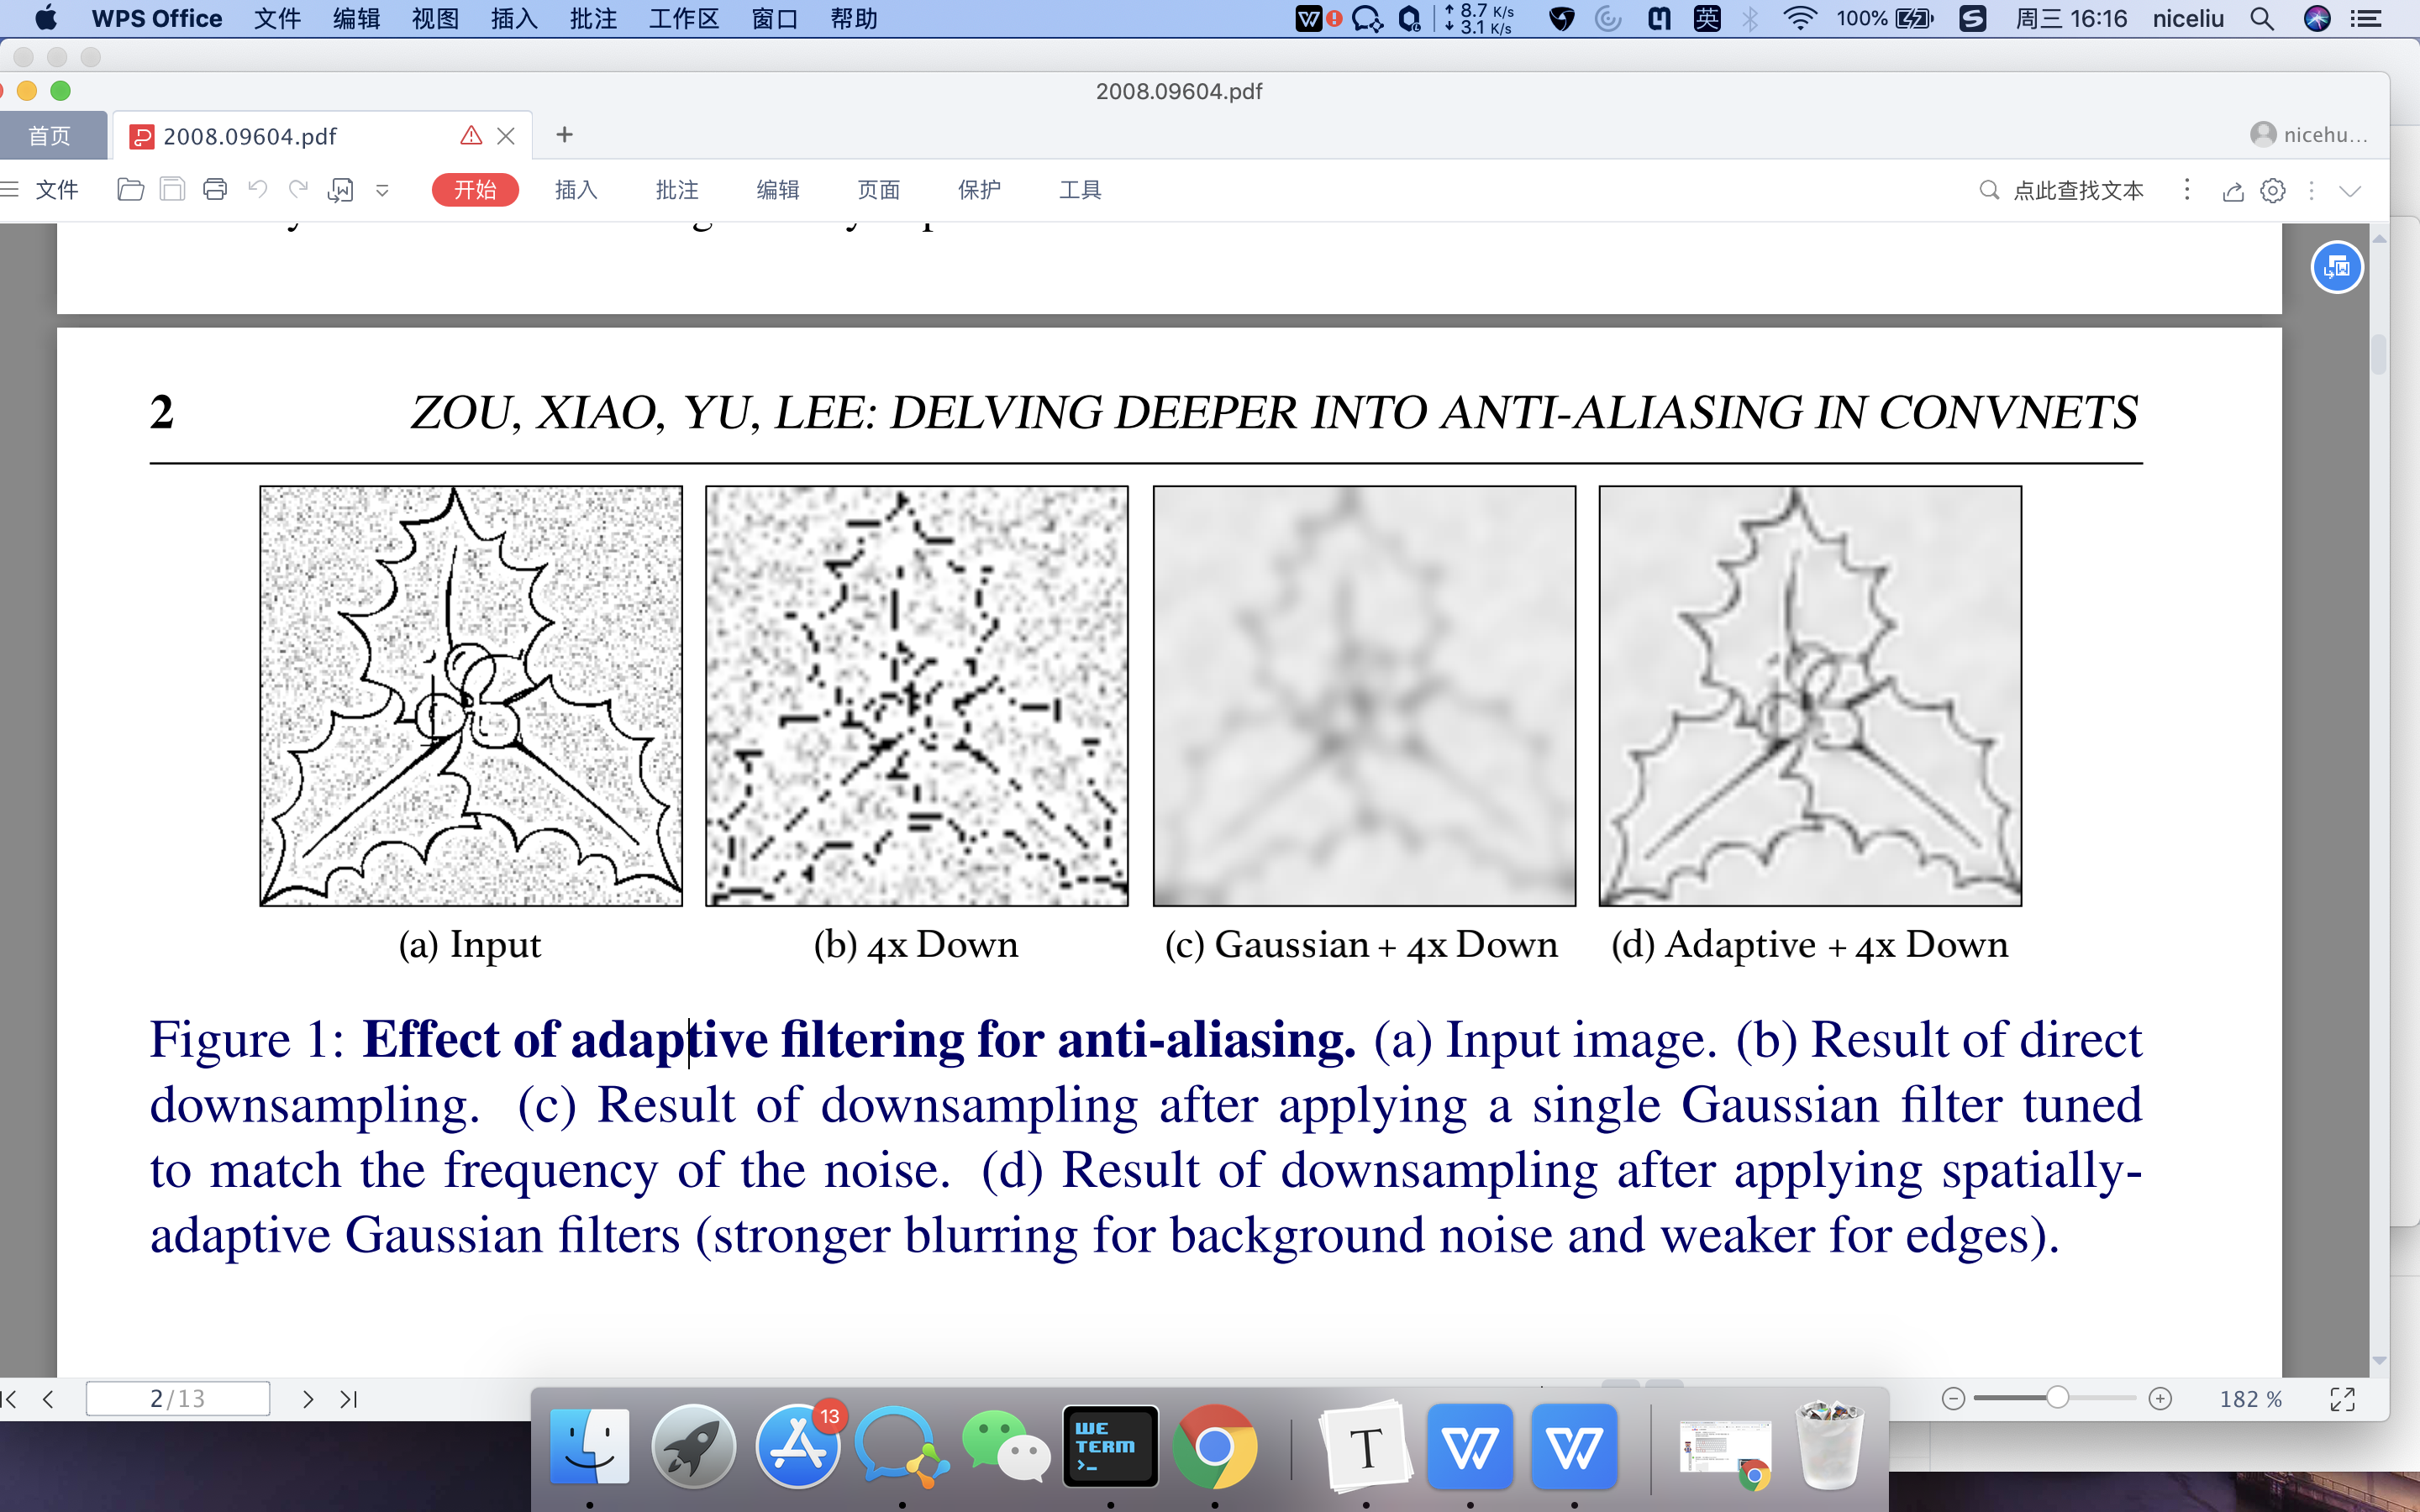 WPS Office 文件 编辑 视图 插入 批注 工作区 窗口 帮助 8.7 K/s 3.1 K/s 英 100% 周三 16:16 niceliu
2008.09604.pdf
首页 2008.09604.pdf nicehu...
文件 开始 插入 批注 编辑 页面 保护 工具 点此查找文本
2 ZOU, XIAO, YU, LEE: DELVING DEEPER INTO ANTI-ALIASING IN CONVNETS
(a) Input (b) 4x Down (c) Gaussian + 4x Down (d) Adaptive + 4x Down
Figure 1: Effect of adaptive filtering for anti-aliasing. (a) Input image. (b) Result of direct
downsampling. (c) Result of downsampling after applying a single Gaussian filter tuned
to match the frequency of the noise. (d) Result of downsampling after applying spatially-
adaptive Gaussian filters (stronger blurring for background noise and weaker for edges).
2/13 182 %
13
WE
TERM
>_
T